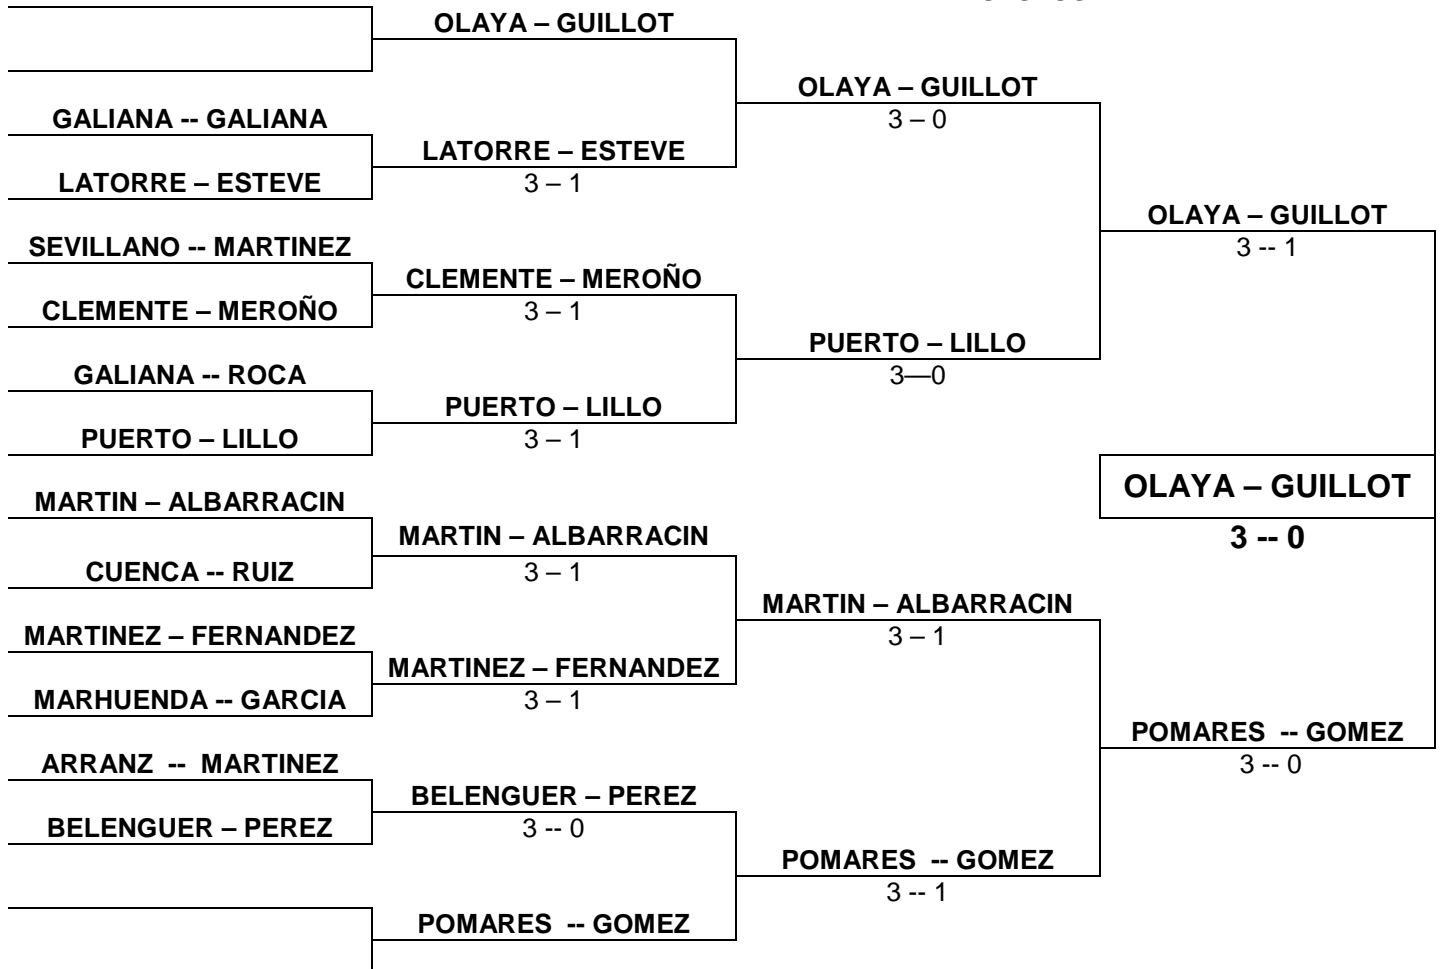 OLAYA – GUILLOT
OLAYA – GUILLOT
GALIANA -- GALIANA
3 – 0
LATORRE – ESTEVE
LATORRE – ESTEVE
3 – 1
OLAYA – GUILLOT
SEVILLANO -- MARTINEZ
3 -- 1
CLEMENTE – MEROÑO
CLEMENTE – MEROÑO
3 – 1
PUERTO – LILLO
GALIANA -- ROCA
3—0
PUERTO – LILLO
PUERTO – LILLO
3 – 1
OLAYA – GUILLOT
MARTIN – ALBARRACIN
MARTIN – ALBARRACIN
3 -- 0
CUENCA -- RUIZ
3 – 1
MARTIN – ALBARRACIN
MARTINEZ – FERNANDEZ
3 – 1
MARTINEZ – FERNANDEZ
MARHUENDA -- GARCIA
3 – 1
POMARES -- GOMEZ
ARRANZ -- MARTINEZ
3 -- 0
BELENGUER – PEREZ
BELENGUER – PEREZ
3 -- 0
POMARES -- GOMEZ
3 -- 1
POMARES -- GOMEZ